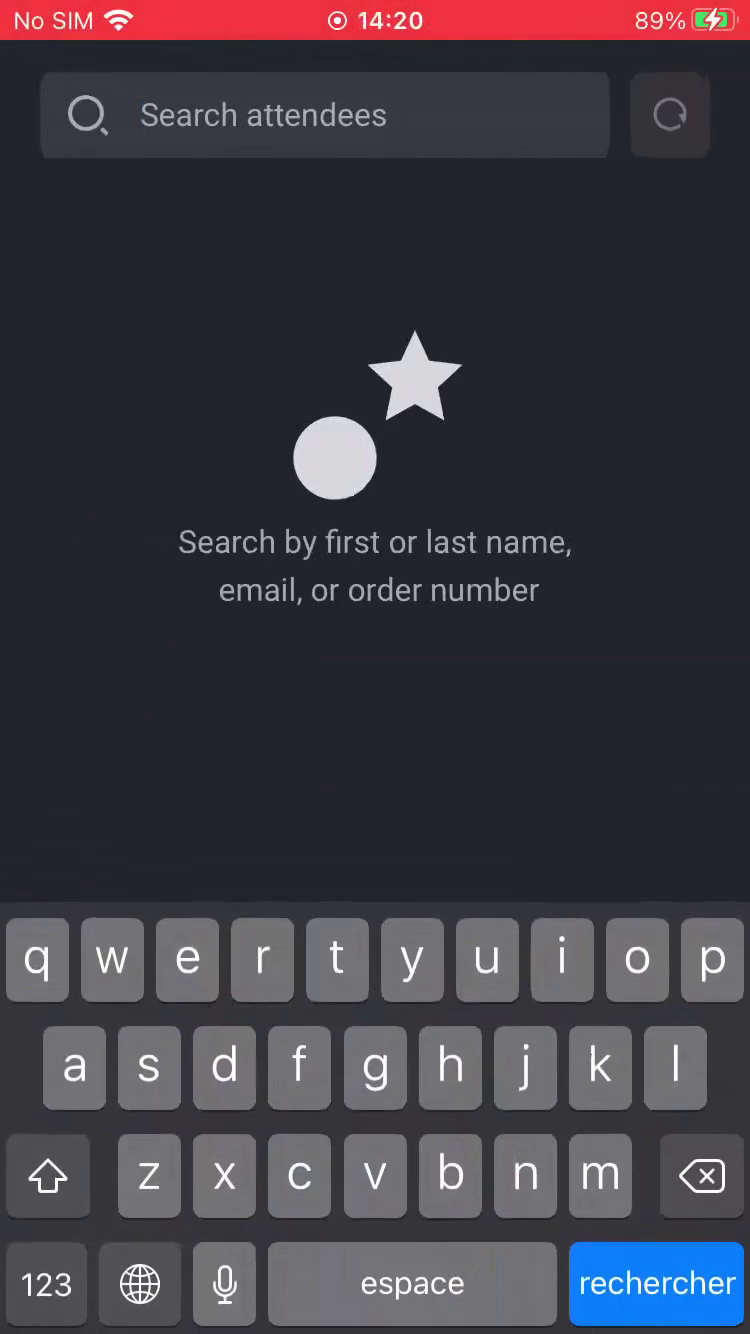 No SIM 14:20 89%
Search attendees
Search by first or last name,
email, or order number
q w e r t y u i o p
a s d f g h j k l
z x c v b n m
123 espace rechercher